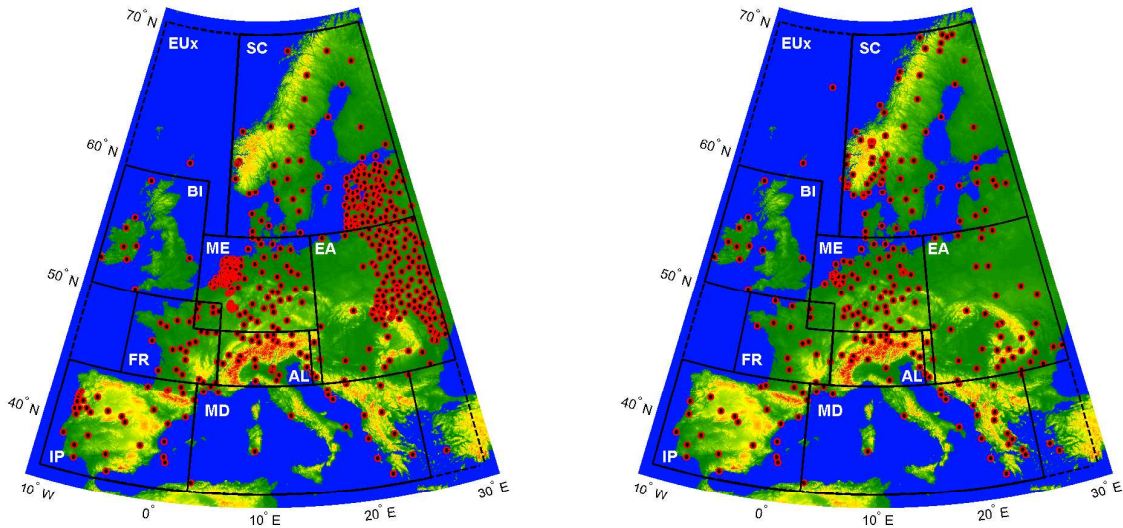 70° N
EUx
SC
60° N
BI
50° N
ME
EA
FR
AL
40° N
MD
IP
10° W
0°
10° E
20° E
30° E
70° N
EUx
SC
60° N
BI
50° N
ME
EA
FR
AL
40° N
MD
IP
10° W
0°
10° E
20° E
30° E